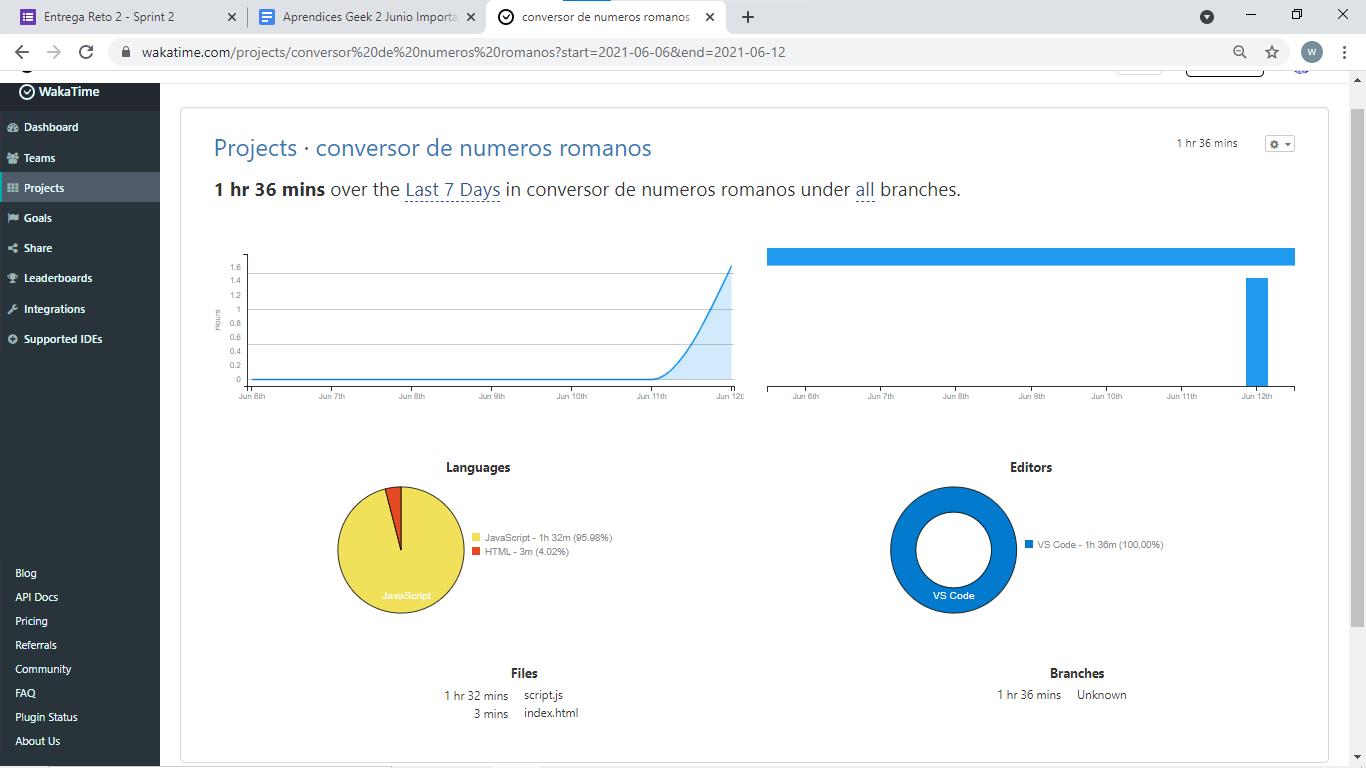 Entrega Reto 2 - Sprint 2
Aprendices Geek 2 Junio Importa
conversor de numeros romanos
wakatime.com/projects/conversor%20de%20numeros%20romanos?start=2021-06-06&end=2021-06-12
W
WakaTime
Dashboard
Teams
Projects
Goals
Share
Leaderboards
Integrations
Supported IDEs
Blog
API Docs
Pricing
Referrals
Community
FAQ
Plugin Status
About Us
Projects · conversor de numeros romanos
1 hr 36 mins
1 hr 36 mins over the Last 7 Days in conversor de numeros romanos under all branches.
Hours
1.6
1.4
1.2
1
0.8
0.6
0.4
0.2
0
Jun 6th Jun 7th Jun 8th Jun 9th Jun 10th Jun 11th Jun 12t
Jun 6th Jun 7th Jun 8th Jun 9th Jun 10th Jun 11th Jun 12th
Languages
JavaScript - 1h 32m (95.98%)
HTML - 3m (4.02%)
JavaScript
Editors
VS Code - 1h 36m (100.00%)
VS Code
Files
1 hr 32 mins script.js
3 mins index.html
Branches
1 hr 36 mins Unknown